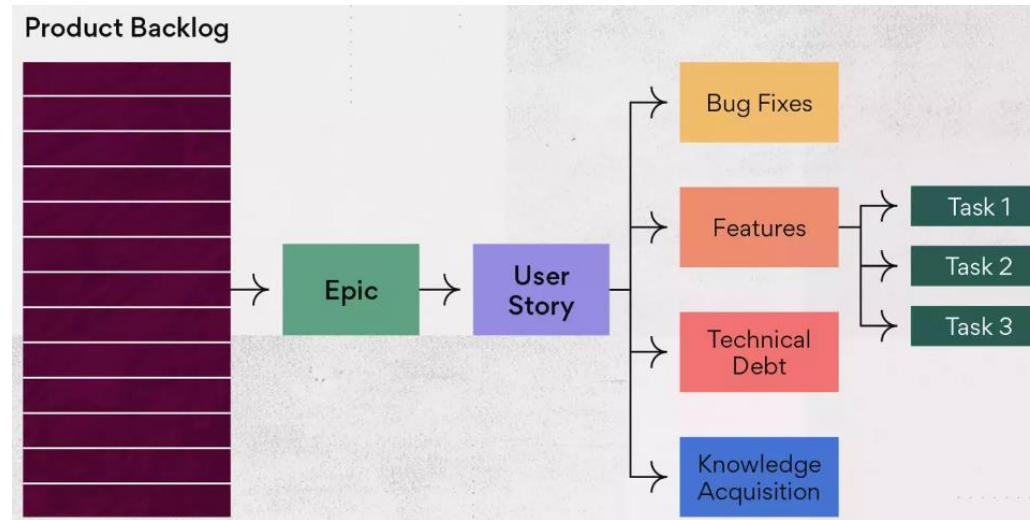 Product Backlog
Epic
User
Story
Bug Fixes
Features
Technical
Debt
Knowledge
Acquisition
Task 1
Task 2
Task 3